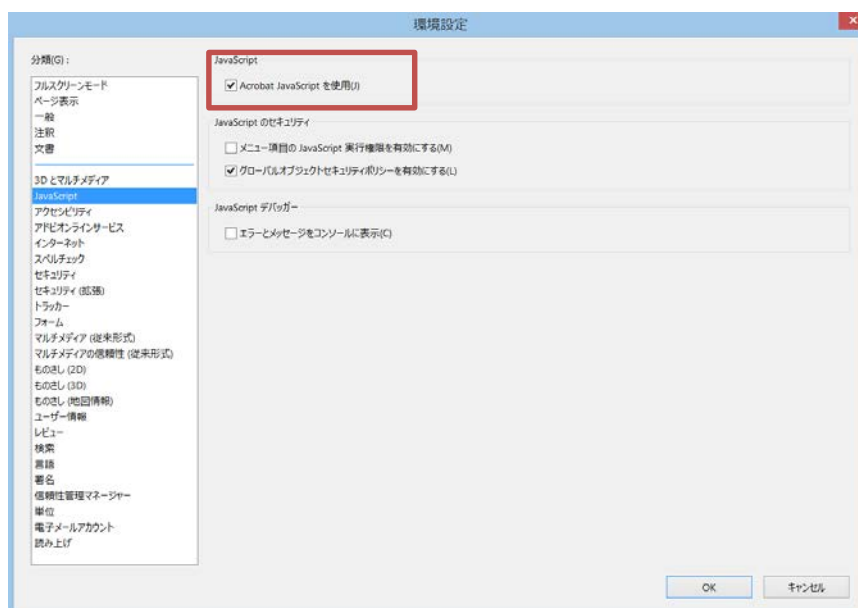 環境設定
分類(G):
フルスクリーンモード
ページ表示
一般
注釈
文書
3D とマルチメディア
JavaScript
アクセシビリティ
アドビオンラインサービス
インターネット
スペルチェック
セキュリティ
セキュリティ (拡張)
トラッカー
フォーム
マルチメディア (従来形式)
マルチメディアの信頼性 (従来形式)
ものさし (2D)
ものさし (3D)
ものさし (地図情報)
ユーザー情報
レビュー
検索
言語
署名
信頼性管理マネージャー
単位
電子メールアカウント
読み上げ
JavaScript
Acrobat JavaScript を使用(J)
JavaScript のセキュリティ
メニュー項目の JavaScript 実行権限を有効にする(M)
グローバルオブジェクトセキュリティポリシーを有効にする(L)
JavaScript デバッガー
エラーとメッセージをコンソールに表示(C)
OK
キャンセル